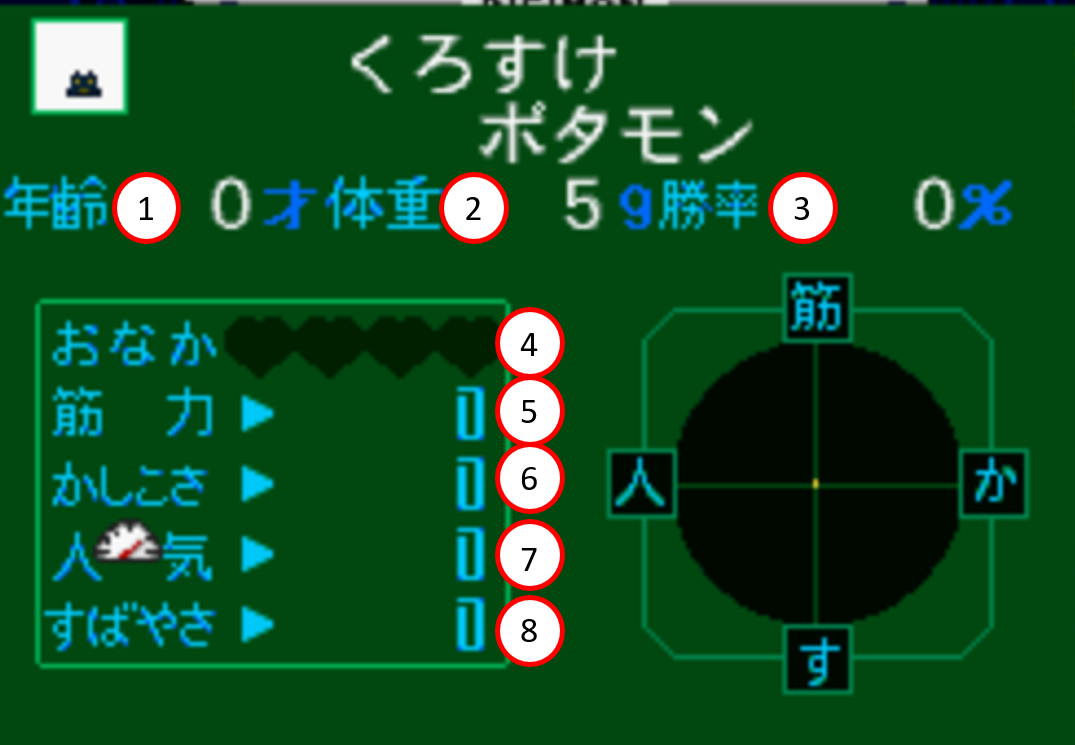 くろすけ
ポタモン
年齢 1 0才 体重 2 5g 勝率 3 0%
おなか 4
筋力 ▶ 0 5
かしこさ ▶ 0 6
人気 ▶ 0 7
すばやさ ▶ 0 8
筋
人 か
す